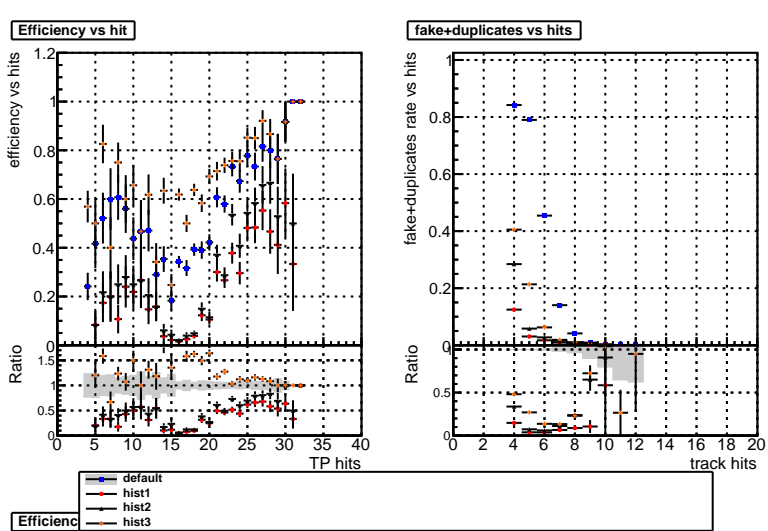 Efficiency vs hit
fake+duplicates vs hits
efficiency vs hits
1.2
1
0.8
0.6
0.4
0.2
0
Ratio
1.5
1
0.5
0
0 5 10 15 20 25 30 35 40
TP hits
fake+duplicates rate vs hits
1
0.8
0.6
0.4
0.2
0
Ratio
1
0.5
0
0 2 4 6 8 10 12 14 16 18 20
track hits
default
hist1
hist2
hist3
Efficienc